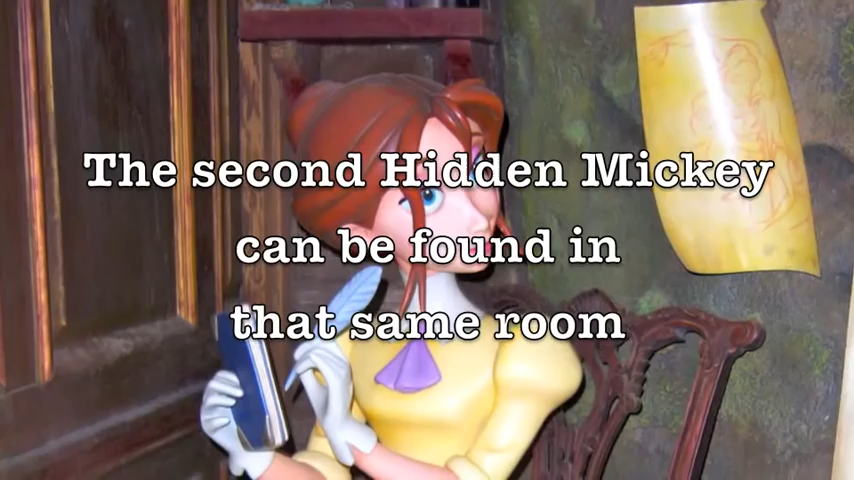 The second Hidden Mickey
can be found in
that same room